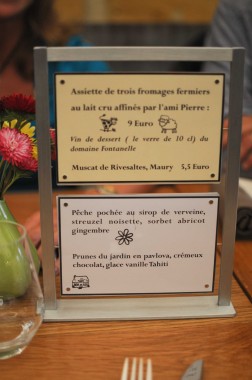 Assiette de trois fromages fermiers
au lait cru affinés par l'ami Pierre :
9 Euro
Vin de dessert ( le verre de 10 cl) du
domaine Fontanelle
Muscat de Rivesaltes, Maury 5,5 Euro
Pêche pochée au sirop de verveine,
streuzel noisette, sorbet abricot
gingembre
Prunes du jardin en pavlova, crémeux
chocolat, glace vanille Tahiti